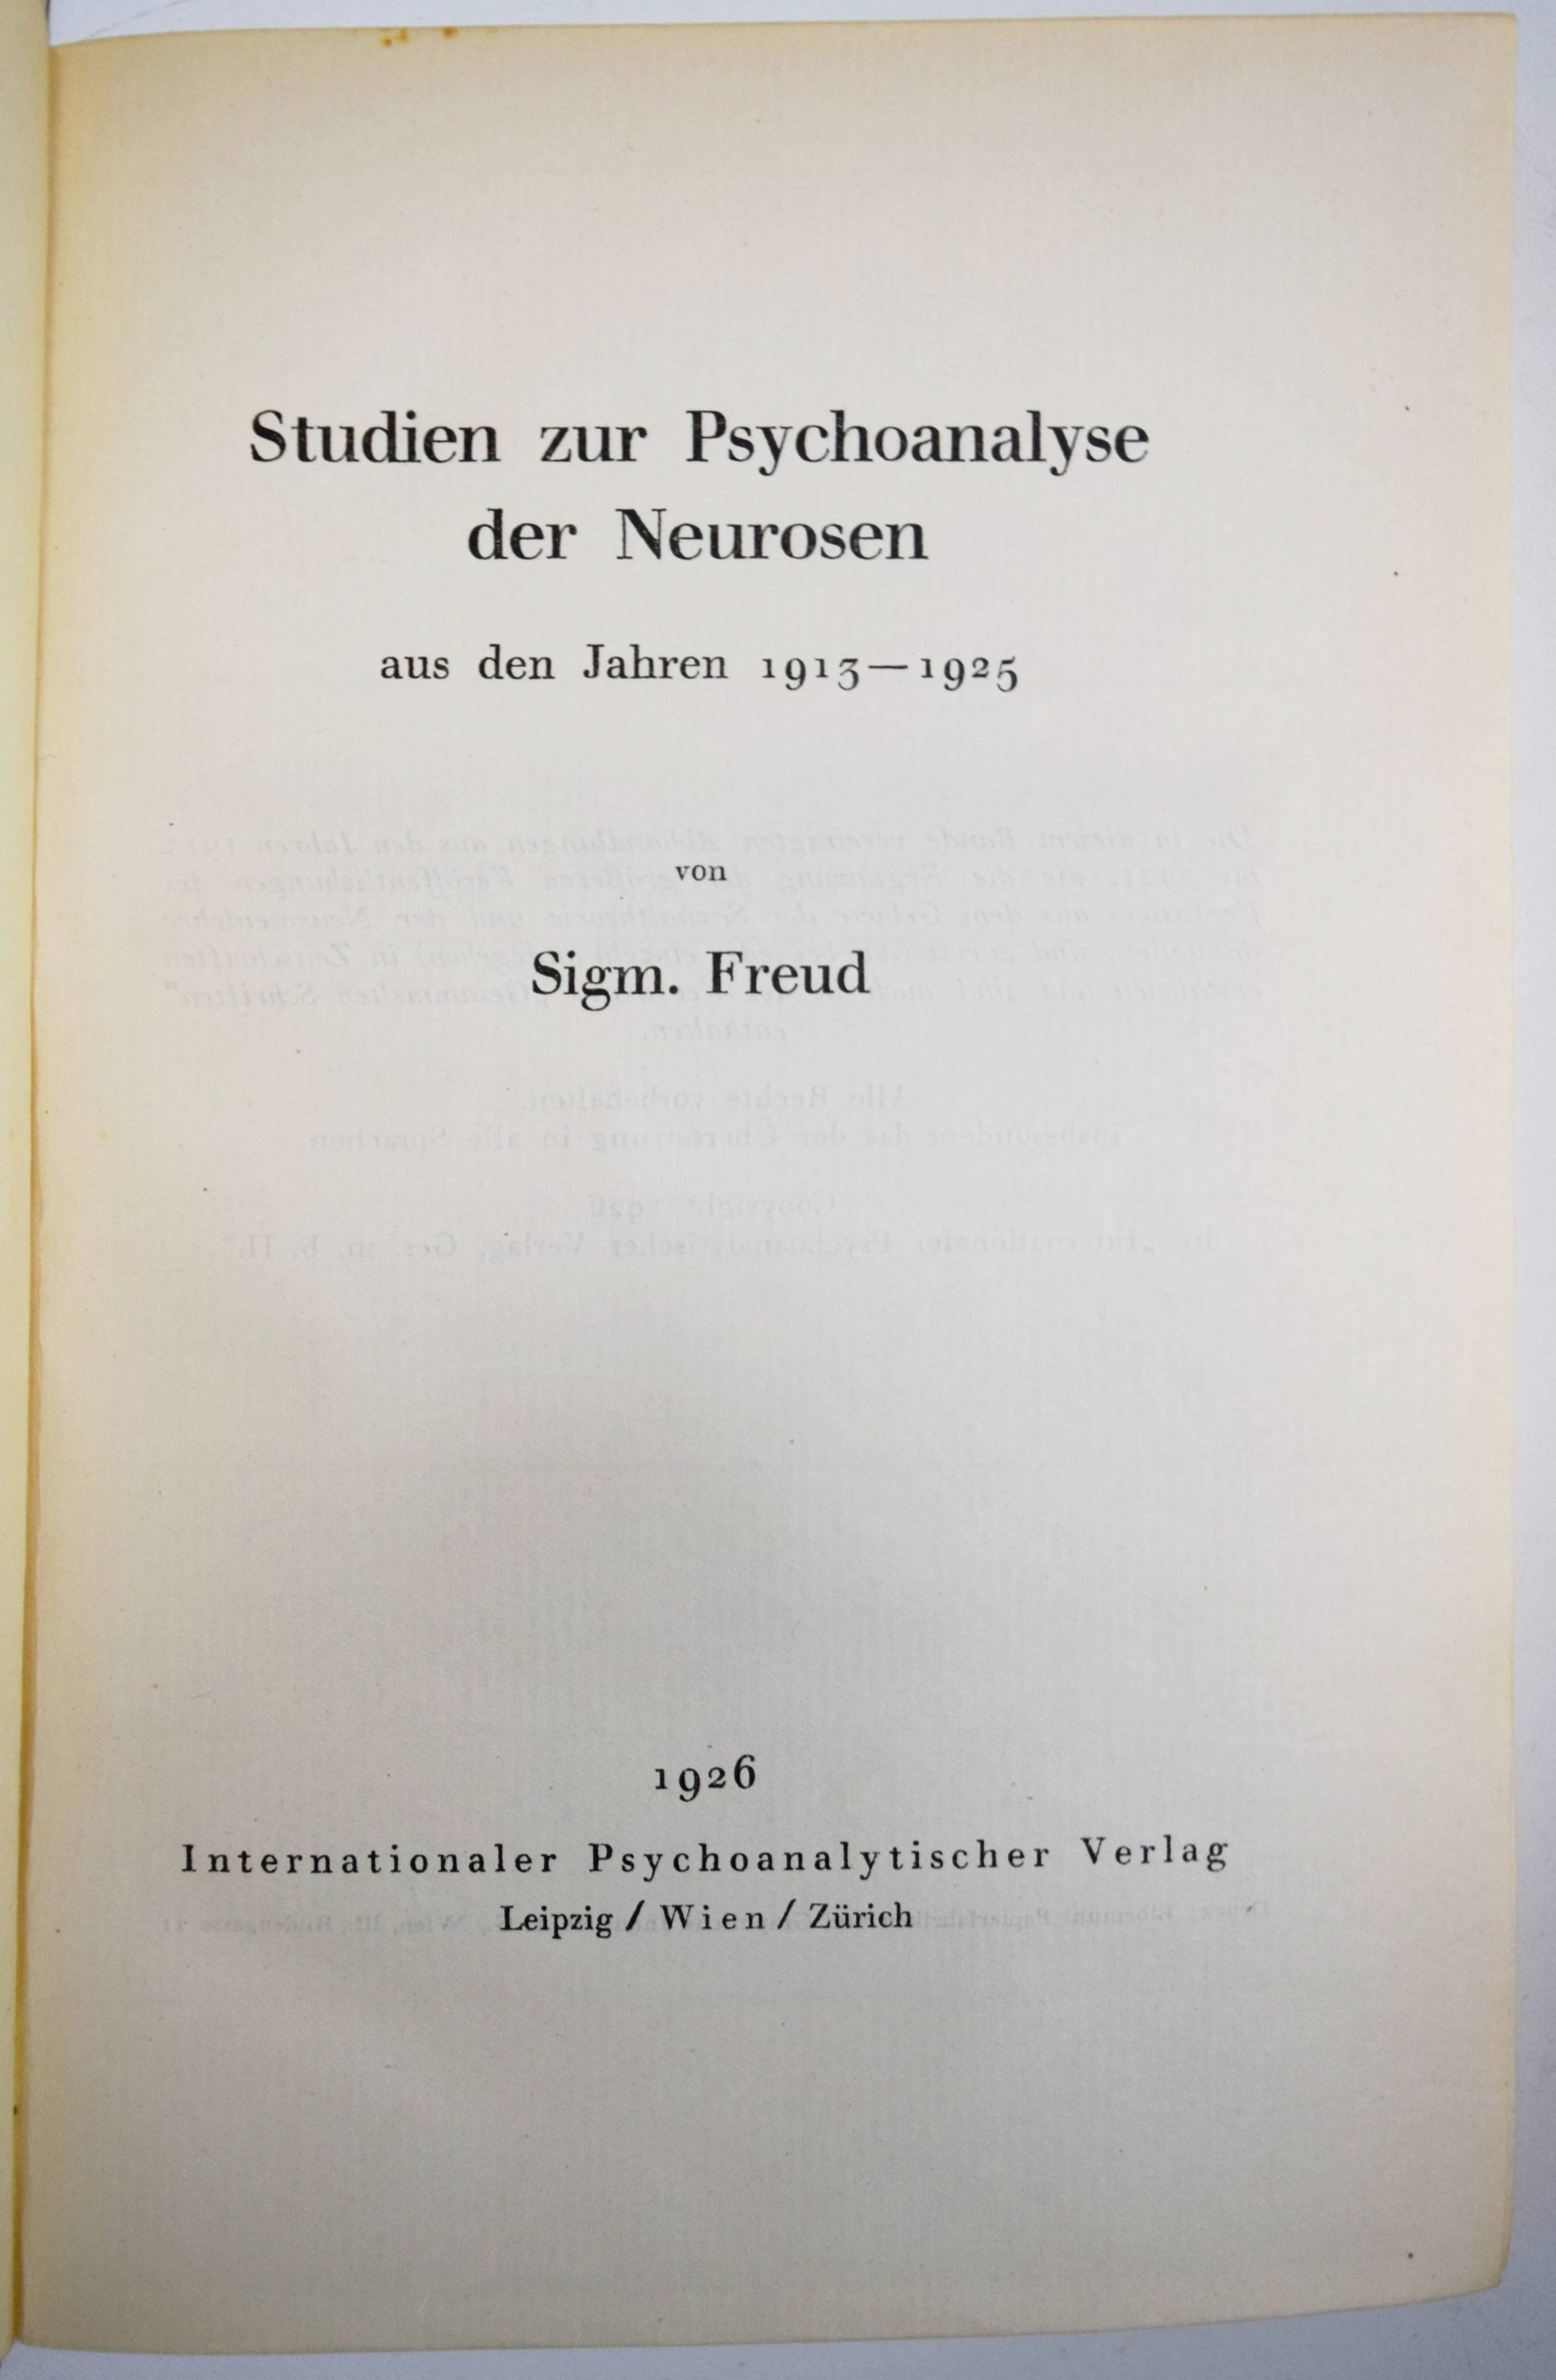 Studien zur Psychoanalyse
der Neurosen
aus den Jahren 1913—1925
von
Sigm. Freud
1926
Internationaler Psychoanalytischer Verlag
Leipzig / Wien / Zürich